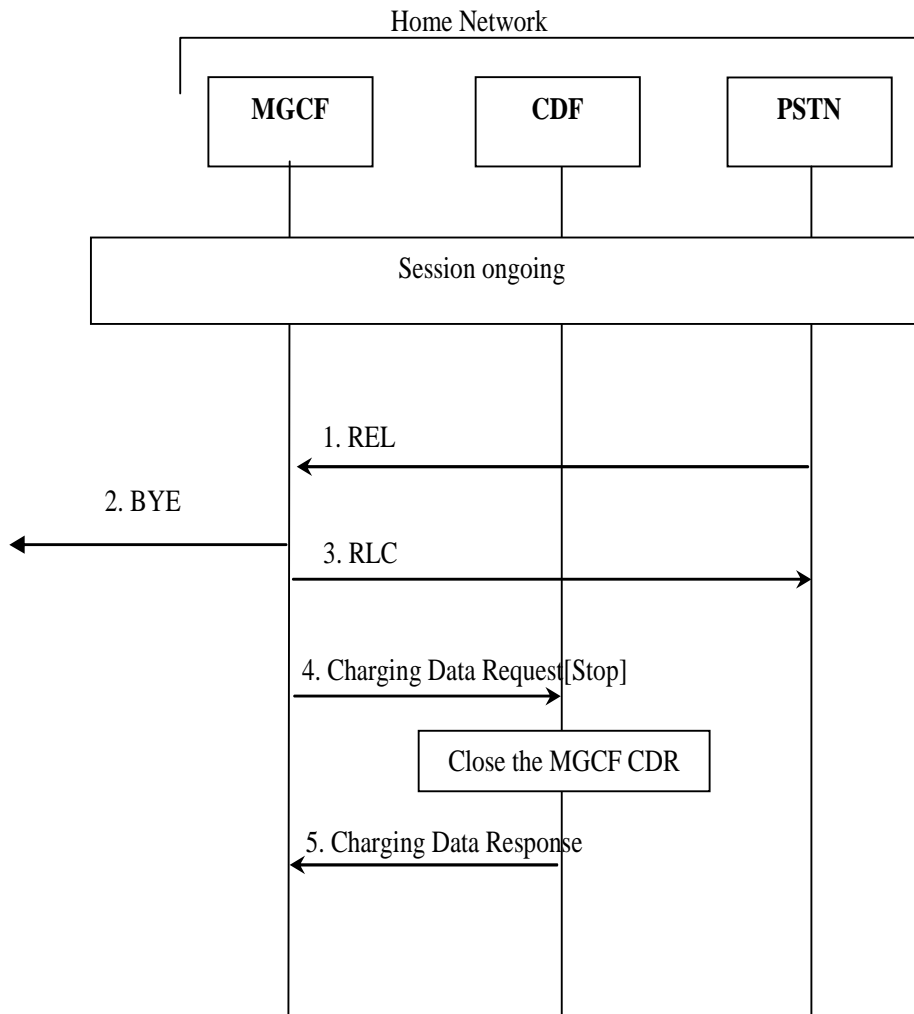 Home Network
MGCF
CDF
PSTN
Session ongoing
1. REL
2. BYE
3. RLC
4. Charging Data Request[Stop]
Close the MGCF CDR
5. Charging Data Response